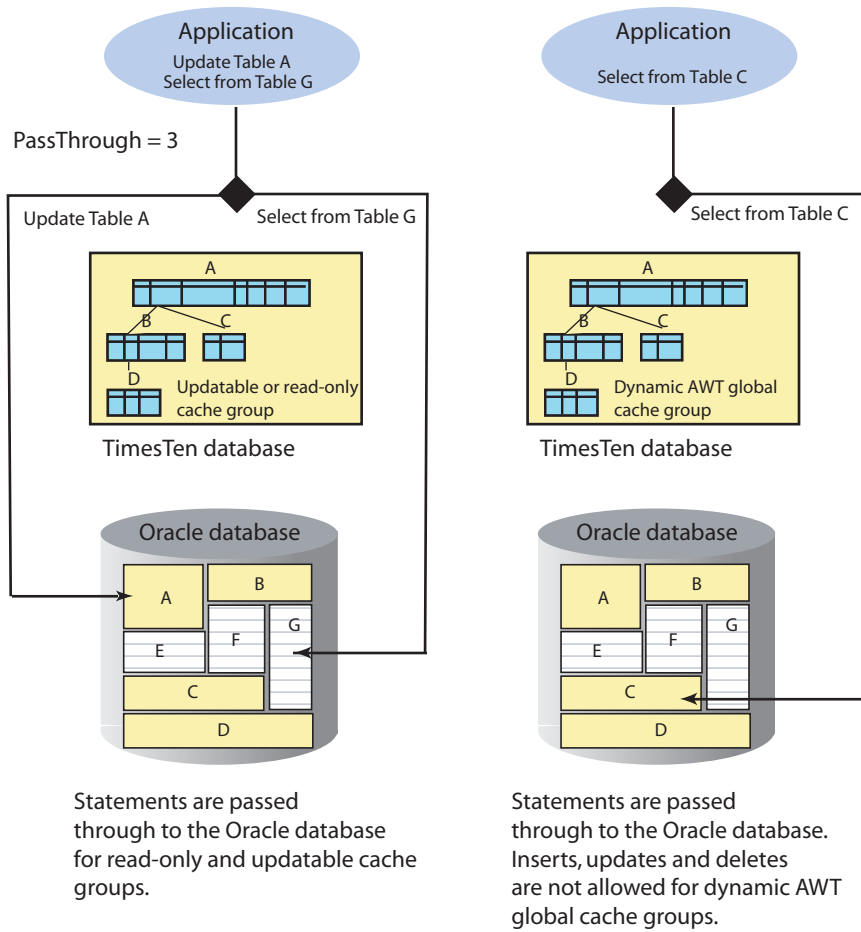 Application
Update Table A
Select from Table G
PassThrough = 3
Update Table A
Select from Table G
A
B
C
D
Updatable or read-only
cache group
TimesTen database
Oracle database
A
B
E
F
G
C
D
Statements are passed
through to the Oracle database
for read-only and updatable cache
groups.
Application
Select from Table C
Select from Table C
A
B
C
D
Dynamic AWT global
cache group
TimesTen database
Oracle database
A
B
E
F
G
C
D
Statements are passed
through to the Oracle database.
Inserts, updates and deletes
are not allowed for dynamic AWT
global cache groups.